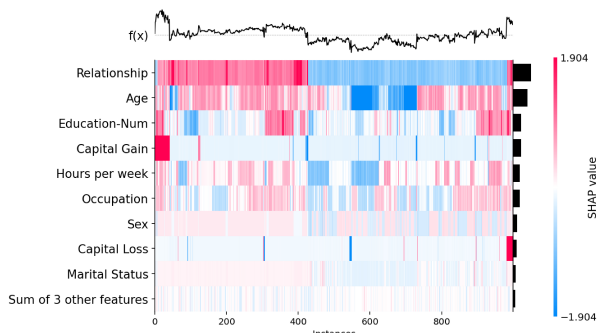 f(x)
1.904
Relationship
Age
Education-Num
Capital Gain
Hours per week
Occupation
Sex
Capital Loss
Marital Status
Sum of 3 other features
SHAP value
−1.904
0 200 400 600 800
Instances